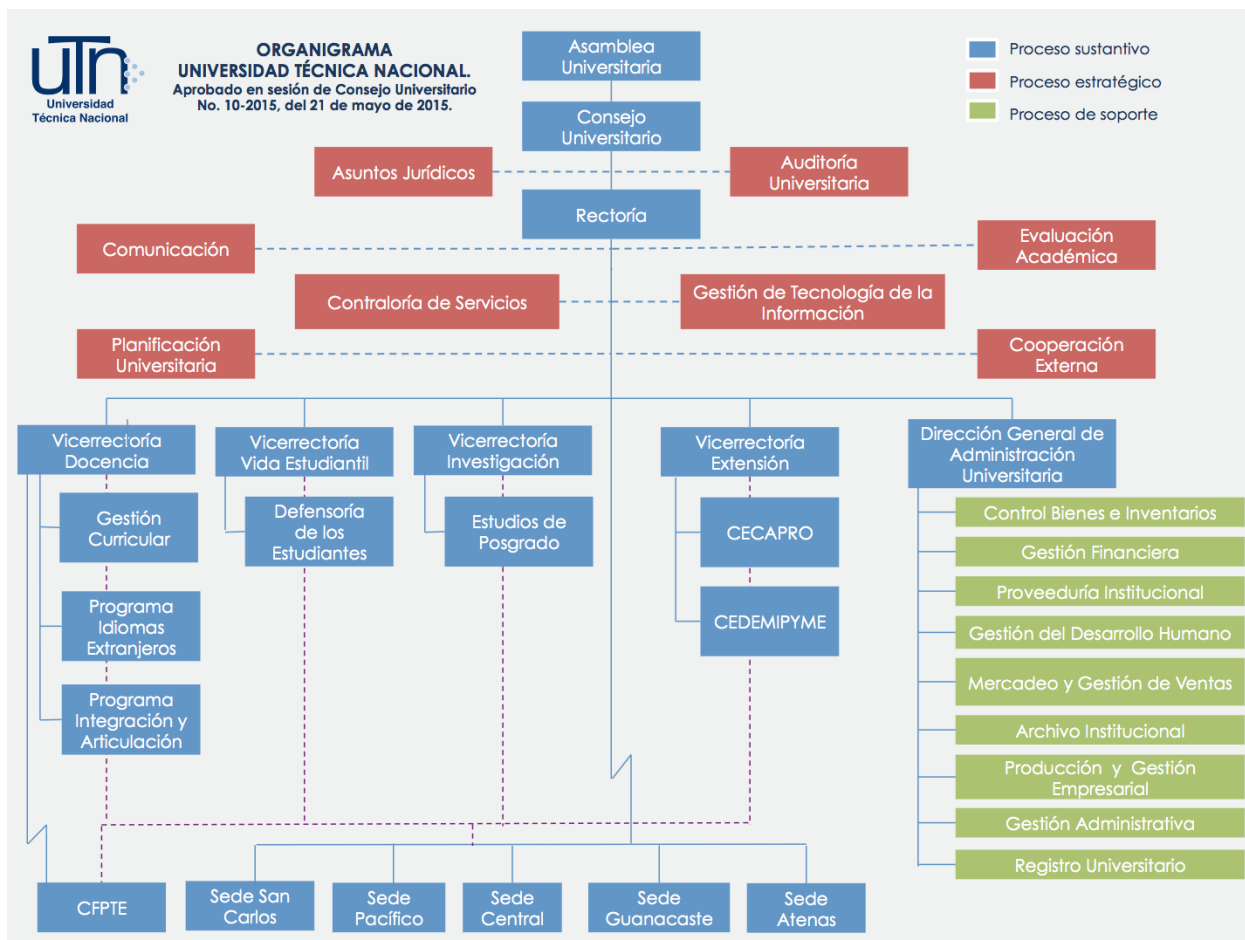 UTN
Universidad
Técnica Nacional
ORGANIGRAMA
UNIVERSIDAD TÉCNICA NACIONAL.
Aprobado en sesión de Consejo Universitario
No. 10-2015, del 21 de mayo de 2015.
Asamblea
Universitaria
Proceso sustantivo
Proceso estratégico
Proceso de soporte
Consejo
Universitario
Asuntos Jurídicos
Auditoría
Universitaria
Rectoría
Comunicación
Evaluación
Académica
Contraloría de Servicios
Gestión de Tecnología de la
Información
Planificación
Universitaria
Cooperación
Externa
Vicerrectoría
Docencia
Vicerrectoría
Vida Estudiantil
Vicerrectoría
Investigación
Vicerrectoría
Extensión
Dirección General de
Administración
Universitaria
Gestión
Curricular
Programa
Idiomas
Extranjeros
Programa
Integración y
Articulación
Defensoría
de los
Estudiantes
Estudios de
Posgrado
CECAPRO
CEDEMIPYME
Control Bienes e Inventarios
Gestión Financiera
Proveeduría Institucional
Gestión del Desarrollo Humano
Mercadeo y Gestión de Ventas
Archivo Institucional
Producción y Gestión
Empresarial
Gestión Administrativa
Registro Universitario
CFPTE
Sede San
Carlos
Sede
Pacífico
Sede
Central
Sede
Guanacaste
Sede
Atenas